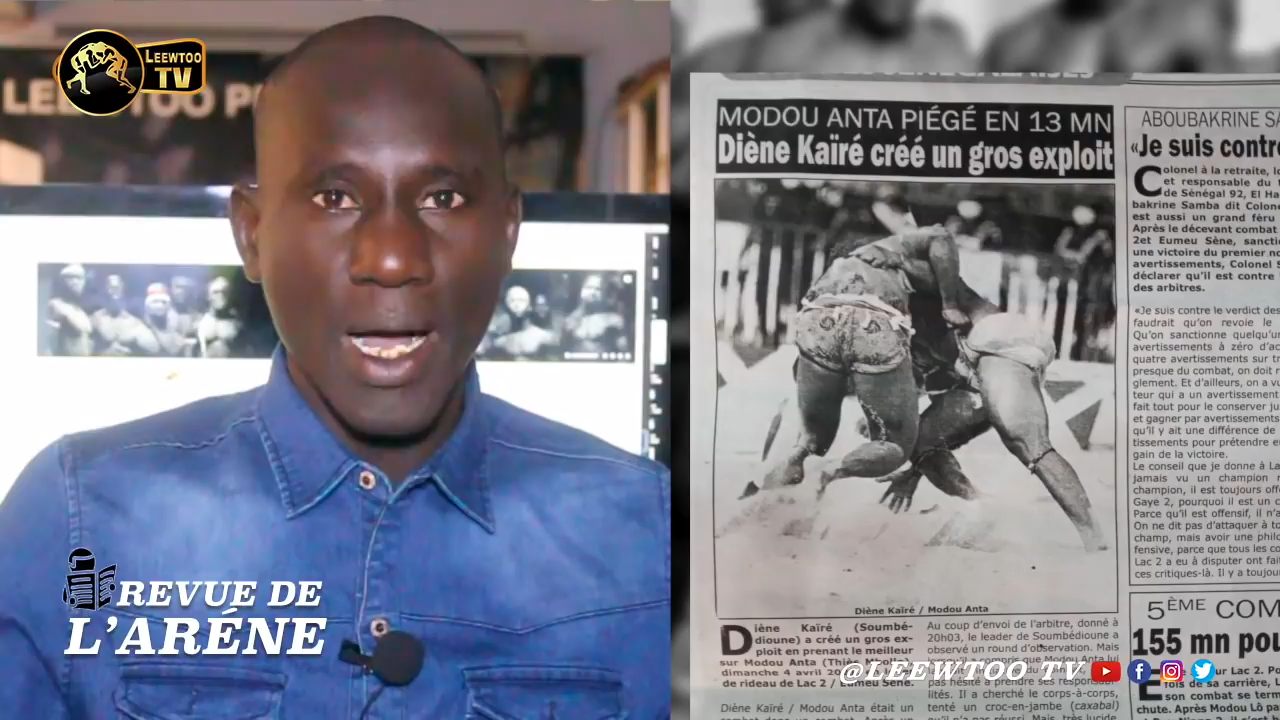 LEEWTOO
TV
REVUE DE
L'ARÉNE
MODOU ANTA PIÉGÉ EN 13 MN
Diène Kaïré créé un gros exploit
Diène Kaïré / Modou Anta
Diène Kaïré (Soumbé-
dioune) a créé un gros ex-
ploit en prenant le meilleur
sur Modou Anta
dimanche 4 avril
de rideau de Lac 2 / Eumeu Sène.
Diène Kaïré / Modou Anta était un
Au coup d'envoi de l'arbitre, donné à
20h03, le leader de Soumbédioune a
observé un round d'observation. Mais
pas hésité à prendre ses
lités. Il a cherché le corps-à-corps,
tenté un croc-en-jambe (caxabal)
ABOUBAKRINE SA
«Je suis contre
Colonel à la retraite,
et responsable du
de Sénégal 92, El Ha
bakrine Samba dit Colone
est aussi un grand féru
Après le décevant combat
2et Eumeu Sène, sancti
une victoire du premier no
avertissements, Colonel S
déclarer qu'il est contre
des arbitres.
«Je suis contre le verdict des
faudrait qu'on revoie le
Qu'on sanctionne quelqu'u
avertissements à zéro d'ac
quatre avertissements sur tr
presque du combat, on doit r
glement. Et d'ailleurs, on a v
teur qui a un avertissement
fait tout pour le conserver ju
et gagner par avertissements
qu'il y ait une différence de
tissements pour prétendre e
gain de la victoire.
Le conseil que je donne à La
jamais vu un champion
champion, il est toujours offe
Gaye 2, pourquoi il est un c
Parce qu'il est offensif, il n'a
On ne dit pas d'attaquer à to
champ, mais avoir une philo
fensive, parce que tous les co
Lac 2 a eu à disputer ont fai
ces critiques-là. Il y a toujou
5ÈME COM
155 mn pou
ur Lac 2. Po
fois de sa carrière, L
son combat se term
chute. Après Modou Lô pa
@LEEWTOO TV